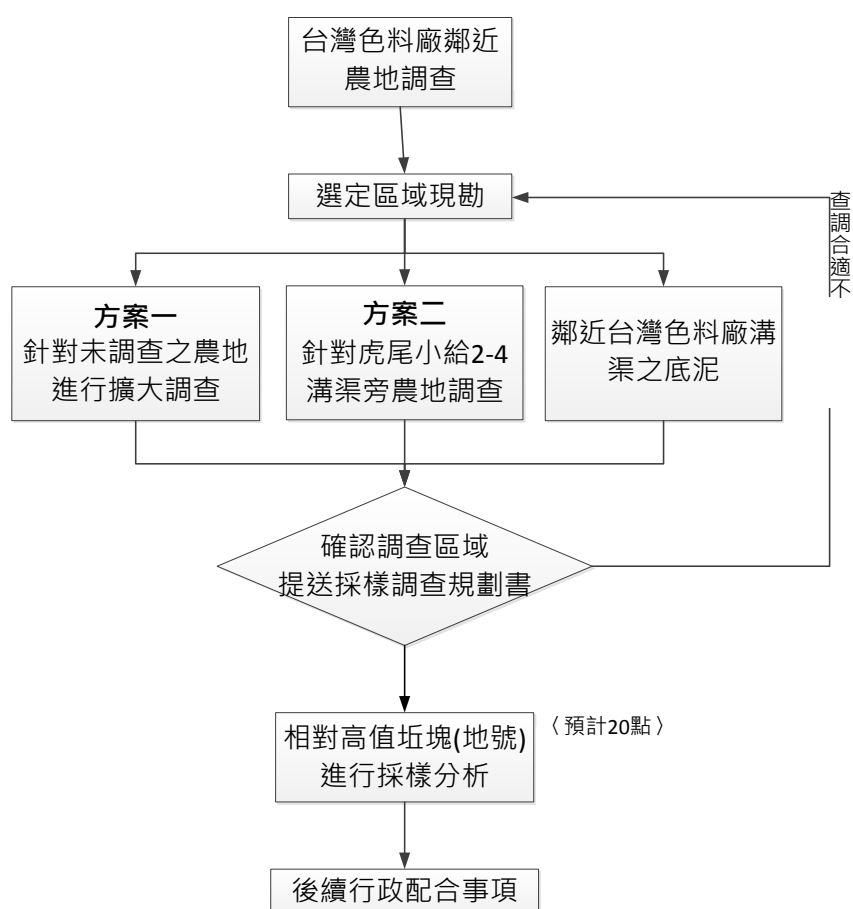 台灣色料廠鄰近
農地調查
選定區域現勘
查調合適不
方案一
針對未調查之農地
進行擴大調查
方案二
針對虎尾小給2-4
溝渠旁農地調查
鄰近台灣色料廠溝
渠之底泥
確認調查區域
提送採樣調查規劃書
相對高值坵塊(地號)
進行採樣分析
〈預計20點〉
後續行政配合事項